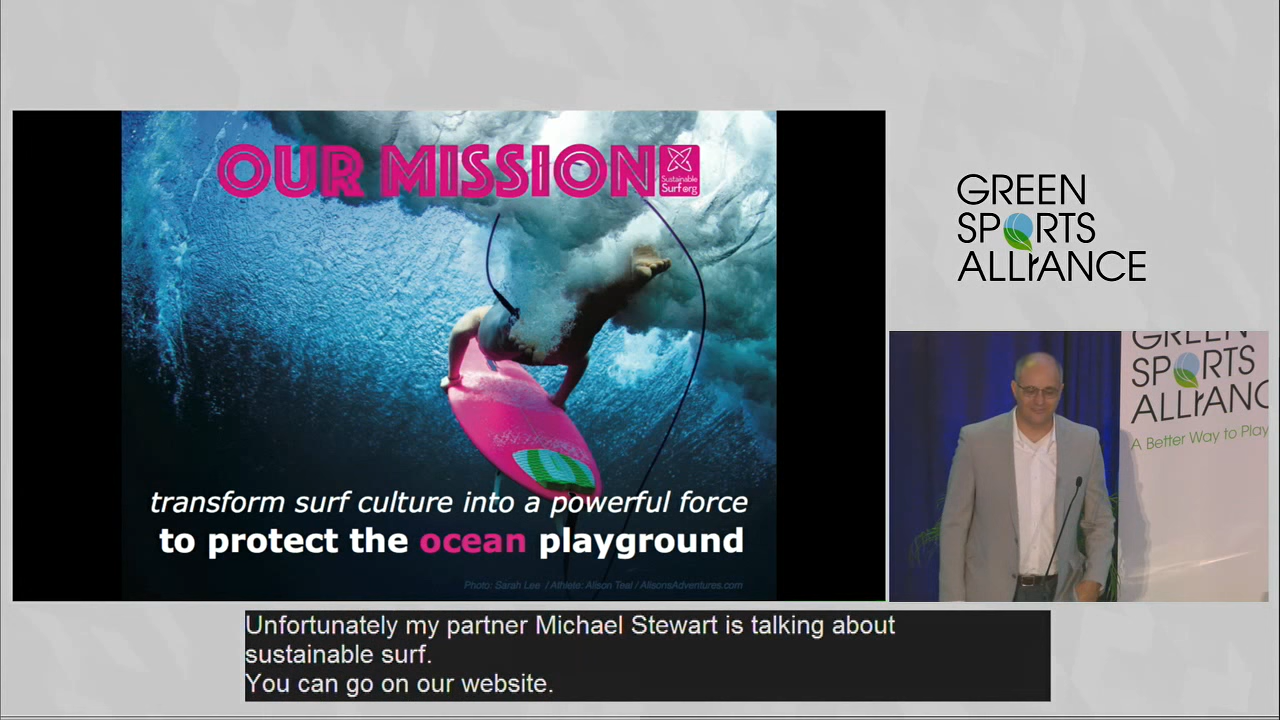 OUR MISSION
Sustainable
Surf.org
transform surf culture into a powerful force
to protect the ocean playground
Photo: Sarah Lee / Athlete: Alison Teal / AlisonsAdventures.com
GREEN
SPORTS
ALLIANCE
GREEN
SPORTS
ALLIANC
A Better Way to Play
Unfortunately my partner Michael Stewart is talking about
sustainable surf.
You can go on our website.